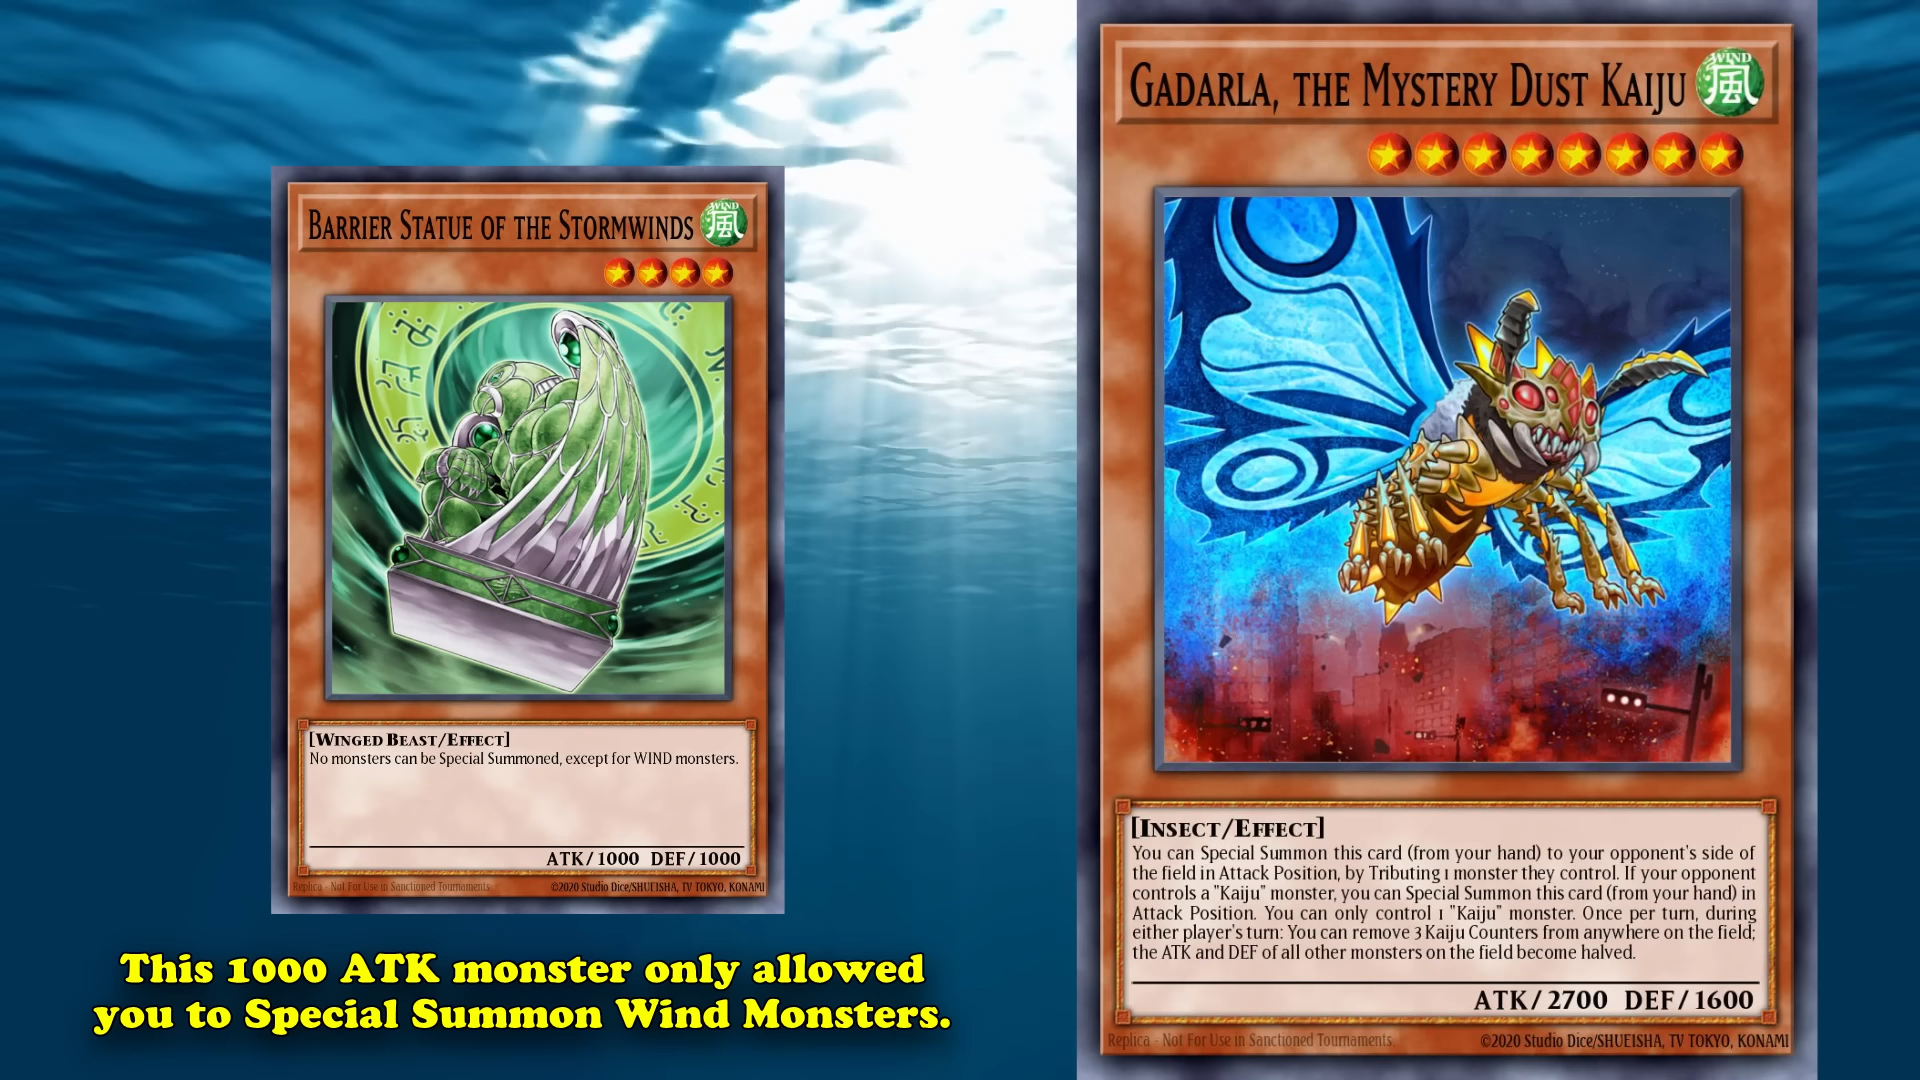 BARRIER STATUE OF THE STORMWINDS
WIND
風
[WINGED BEAST/EFFECT]
No monsters can be Special Summoned, except for WIND monsters.
ATK/1000 DEF/1000
Replica - Not For Use in Sanctioned Tournaments
©2020 Studio Dice/SHUEISHA, TV TOKYO, KONAMI
This 1000 ATK monster only allowed
you to Special Summon Wind Monsters.
GADARLA, THE MYSTERY DUST KAIJU
WIND
風
[INSECT/EFFECT]
You can Special Summon this card (from your hand) to your opponent's side of
the field in Attack Position, by Tributing 1 monster they control. If your opponent
controls a "Kaiju" monster, you can Special Summon this card (from your hand) in
Attack Position. You can only control 1 "Kaiju" monster. Once per turn, during
either player's turn: You can remove 3 Kaiju Counters from anywhere on the field;
the ATK and DEF of all other monsters on the field become halved.
ATK/2700 DEF/1600
Replica - Not For Use in Sanctioned Tournaments
©2020 Studio Dice/SHUEISHA, TV TOKYO, KONAMI